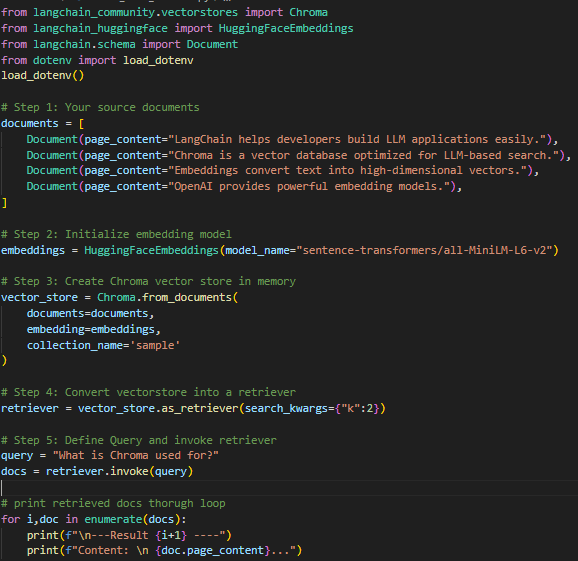 from langchain_community.vectorstores import Chroma
from langchain_huggingface import HuggingFaceEmbeddings
from langchain.schema import Document
from dotenv import load_dotenv
load_dotenv()

# Step 1: Your source documents
documents = [
    Document(page_content="LangChain helps developers build LLM applications easily."),
    Document(page_content="Chroma is a vector database optimized for LLM-based search."),
    Document(page_content="Embeddings convert text into high-dimensional vectors."),
    Document(page_content="OpenAI provides powerful embedding models."),
]

# Step 2: Initialize embedding model
embeddings = HuggingFaceEmbeddings(model_name="sentence-transformers/all-MiniLM-L6-v2")

# Step 3: Create Chroma vector store in memory
vector_store = Chroma.from_documents(
    documents=documents,
    embedding=embeddings,
    collection_name='sample'
)

# Step 4: Convert vectorstore into a retriever
retriever = vector_store.as_retriever(search_kwargs={"k":2})

# Step 5: Define Query and invoke retriever
query = "What is Chroma used for?"
docs = retriever.invoke(query)

# print retrieved docs thorugh loop
for i,doc in enumerate(docs):
    print(f"\n---Result {i+1} ----")
    print(f"Content: \n {doc.page_content}...")